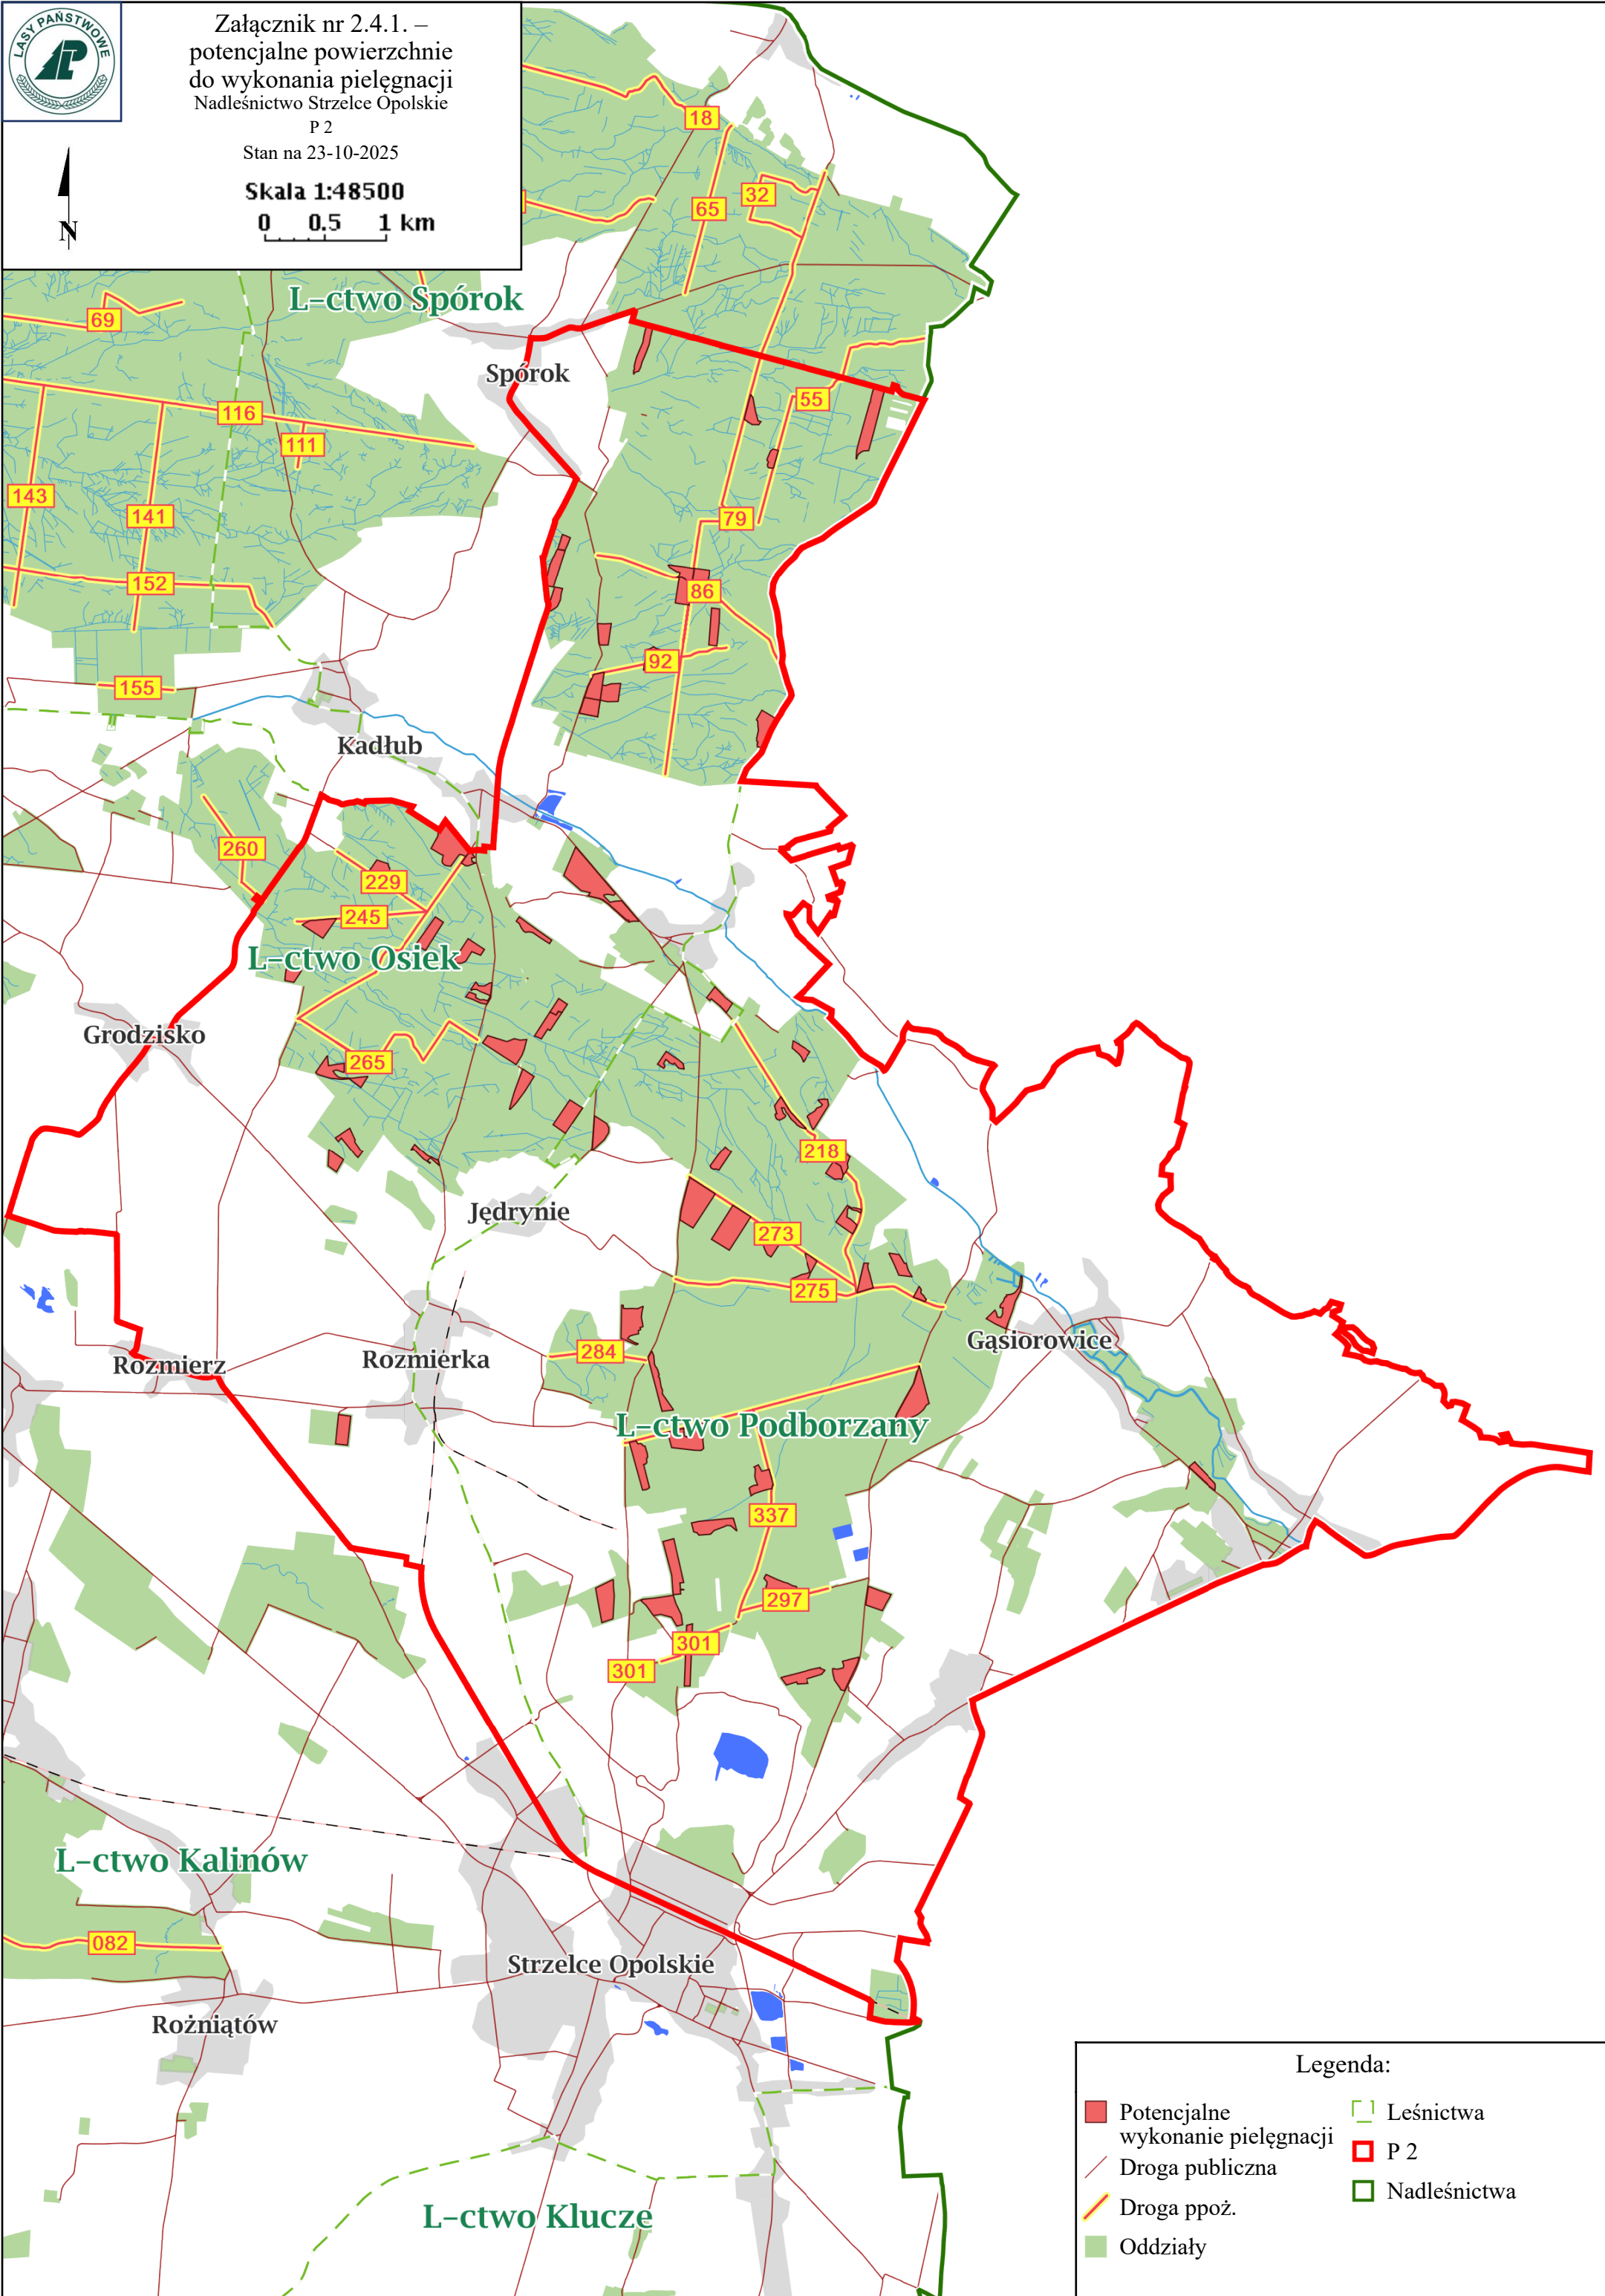 LASY PAŃSTWOWE
Załącznik nr 2.4.1. –
potencjalne powierzchnie
do wykonania pielęgnacji
Nadleśnictwo Strzelce Opolskie
P 2
Stan na 23-10-2025
Skala 1:48500
0 0.5 1 km
N
18
32
65
L-ctwo Spórok
69
Spórok
55
116
111
143
141
79
152
86
92
155
Kadłub
260
229
245
L-ctwo Osiek
Grodzisko
265
218
Jędrynie
273
275
Gąsiorowice
284
Rozmierka
Rozmierz
L-ctwo Podborzany
337
297
301
301
L-ctwo Kalinów
082
Strzelce Opolskie
Rożniątów
L-ctwo Klucze
Legenda:
Potencjalne
wykonanie pielęgnacji
Droga publiczna
Droga ppoż.
Oddziały
Leśnictwa
P 2
Nadleśnictwa